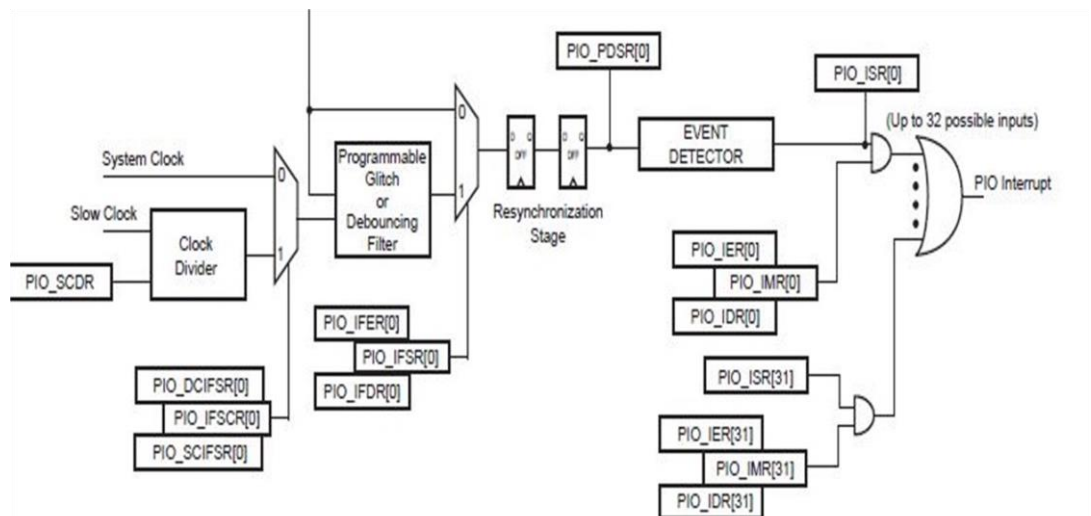 PIO_PDSR[0]
PIO_ISR[0]
(Up to 32 possible inputs)
0
EVENT
DETECTOR
System Clock
0
Programmable
Glitch
or
Debouncing
Filter
1
D Q
DFF
D Q
DFF
PIO Interrupt
Slow Clock
Resynchronization
Stage
Clock
Divider
1
PIO_SCDR
PIO_IER[0]
PIO_IMR[0]
PIO_IDR[0]
PIO_IFER[0]
PIO_IFSR[0]
PIO_IFDR[0]
PIO_DCIFSR[0]
PIO_IFSCR[0]
PIO_SCIFSR[0]
PIO_ISR[31]
PIO_IER[31]
PIO_IMR[31]
PIO_IDR[31]